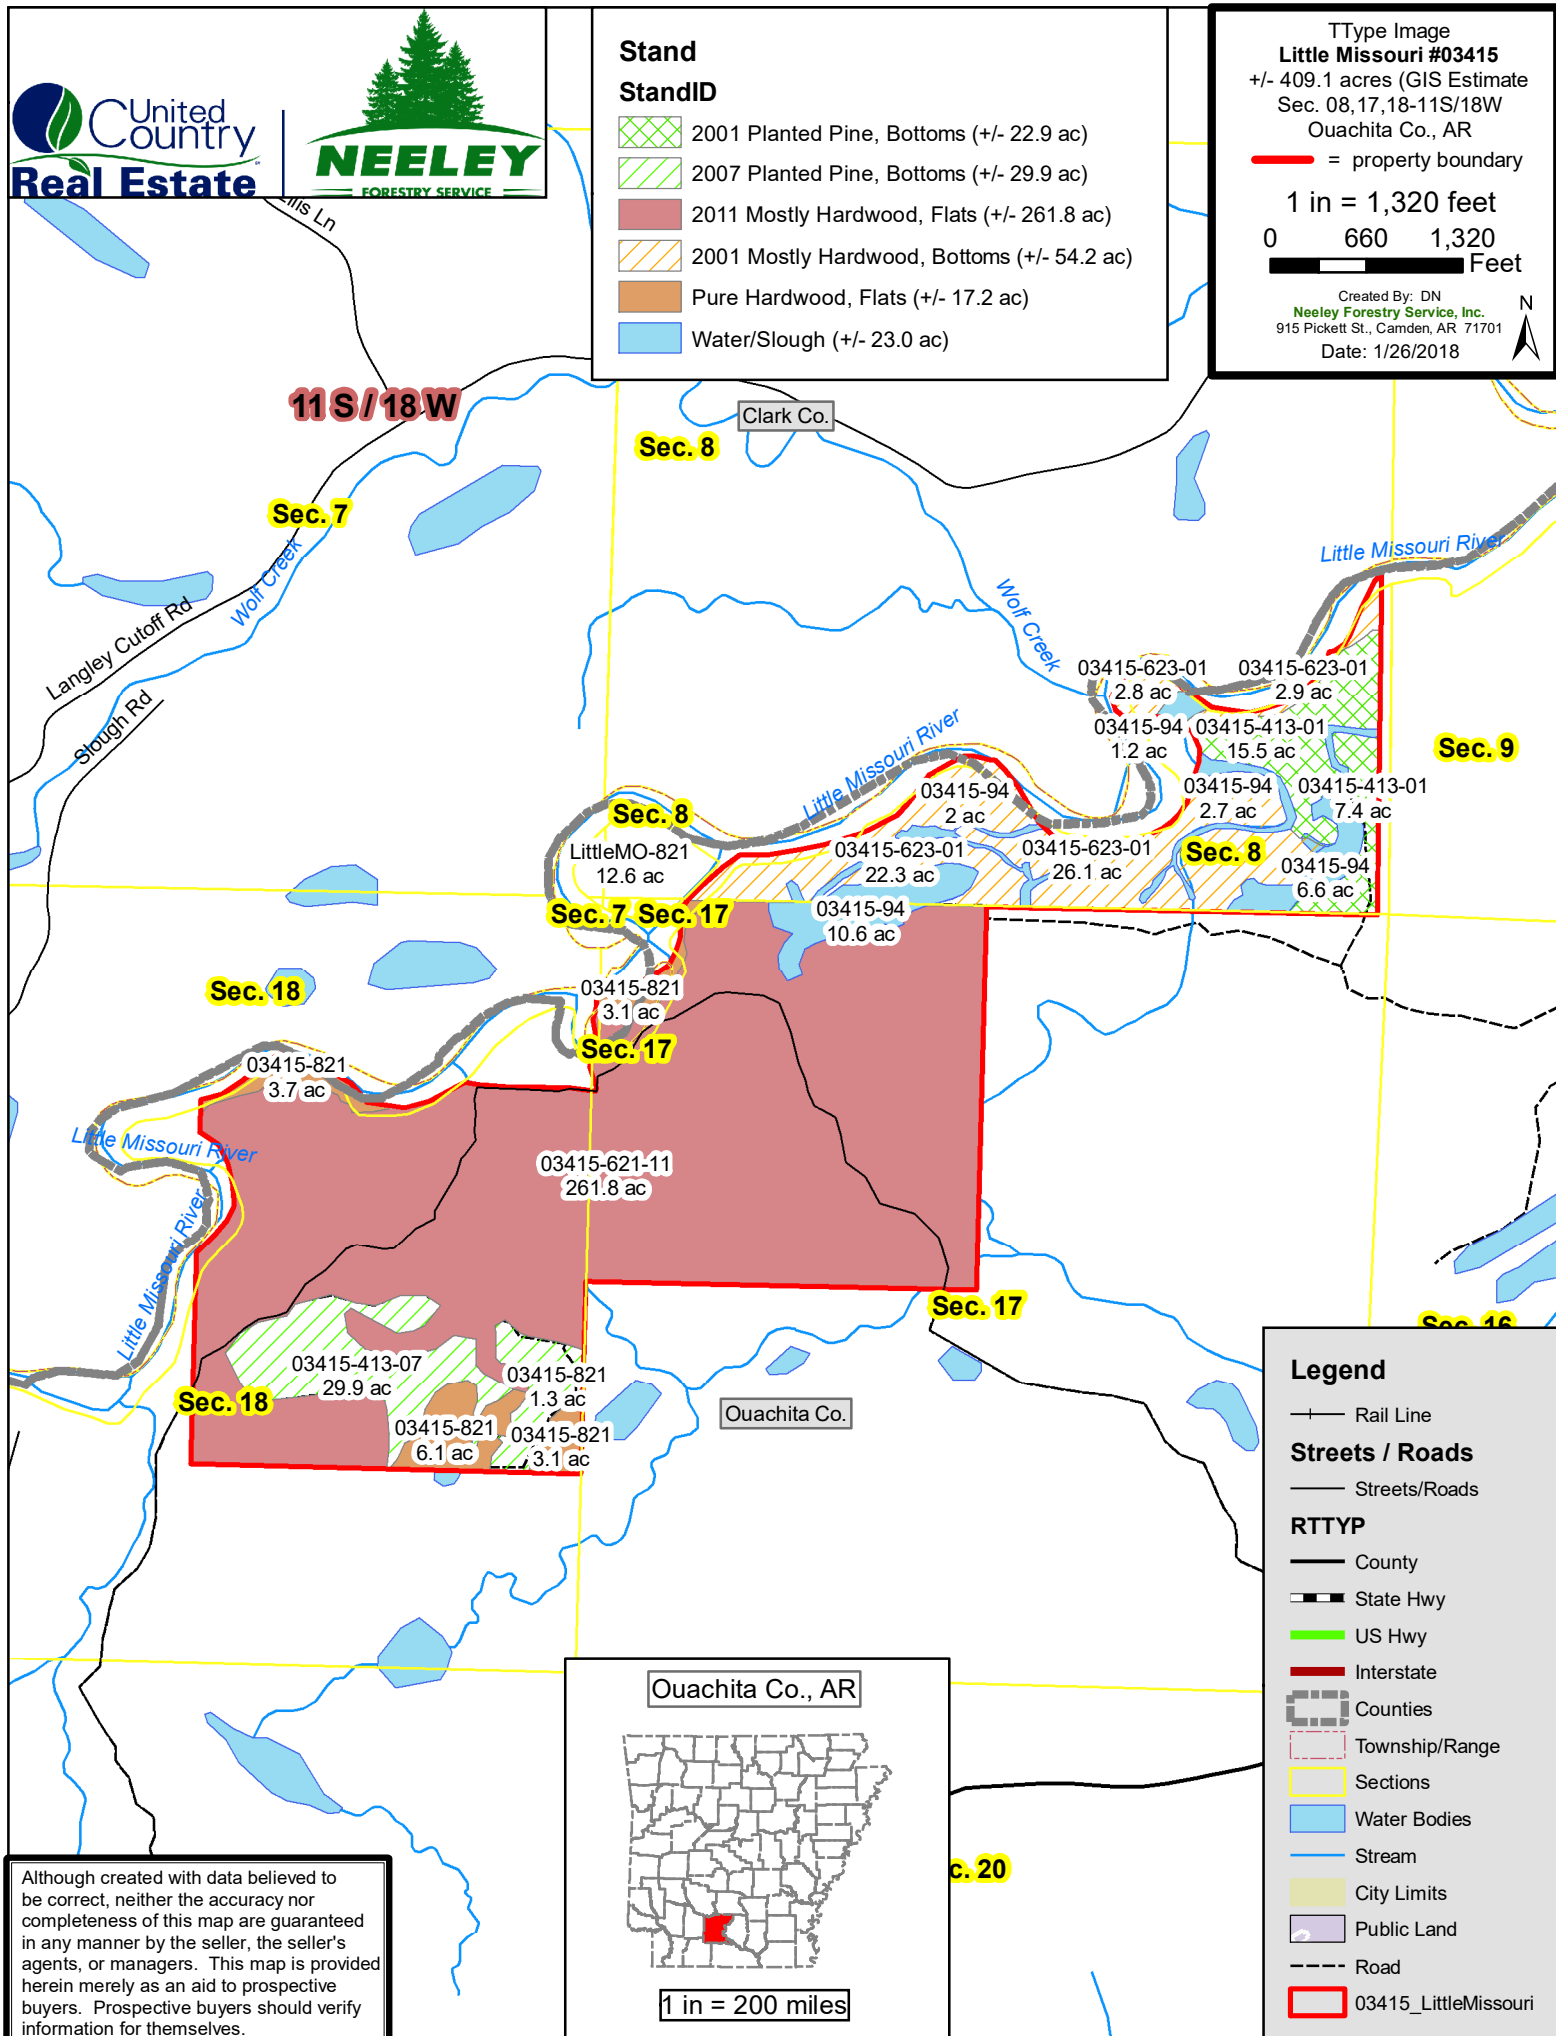 United
Country
Real Estate
NEELEY
FORESTRY SERVICE
Stand
StandID
2001 Planted Pine, Bottoms (+/- 22.9 ac)
2007 Planted Pine, Bottoms (+/- 29.9 ac)
2011 Mostly Hardwood, Flats (+/- 261.8 ac)
2001 Mostly Hardwood, Bottoms (+/- 54.2 ac)
Pure Hardwood, Flats (+/- 17.2 ac)
Water/Slough (+/- 23.0 ac)
TType Image
Little Missouri #03415
+/- 409.1 acres (GIS Estimate
Sec. 08,17,18-11S/18W
Ouachita Co., AR
= property boundary
1 in = 1,320 feet
0 660 1,320
Feet
Created By: DN
Neeley Forestry Service, Inc.
915 Pickett St., Camden, AR 71701
Date: 1/26/2018
N
Ln
11 S / 18 W
Clark Co.
Sec. 8
Sec. 7
Wolf Creek
Langley Cutoff Rd
Slough Rd
Little Missouri River
Wolf Creek
03415-623-01
2.8 ac
03415-623-01
2.9 ac
03415-94
1.2 ac
03415-413-01
15.5 ac
Sec. 9
Little Missouri River
03415-94
2 ac
03415-94
2.7 ac
03415-413-01
7.4 ac
Sec. 8
LittleMO-821
12.6 ac
03415-623-01
22.3 ac
03415-623-01
26.1 ac
Sec. 8
03415-94
6.6 ac
Sec. 7
Sec. 17
03415-94
10.6 ac
Sec. 18
03415-821
3.1 ac
Sec. 17
03415-821
3.7 ac
Little Missouri River
03415-621-11
261.8 ac
Little Missouri River
Sec. 17
Sec. 16
03415-413-07
29.9 ac
03415-821
1.3 ac
Sec. 18
03415-821
6.1 ac
03415-821
3.1 ac
Ouachita Co.
Legend
Rail Line
Streets / Roads
Streets/Roads
RTTYP
County
State Hwy
US Hwy
Interstate
Counties
Township/Range
Sections
Water Bodies
Stream
City Limits
Public Land
Road
03415_LittleMissouri
Ouachita Co., AR
1 in = 200 miles
c. 20
Although created with data believed to
be correct, neither the accuracy nor
completeness of this map are guaranteed
in any manner by the seller, the seller's
agents, or managers. This map is provided
herein merely as an aid to prospective
buyers. Prospective buyers should verify
information for themselves.